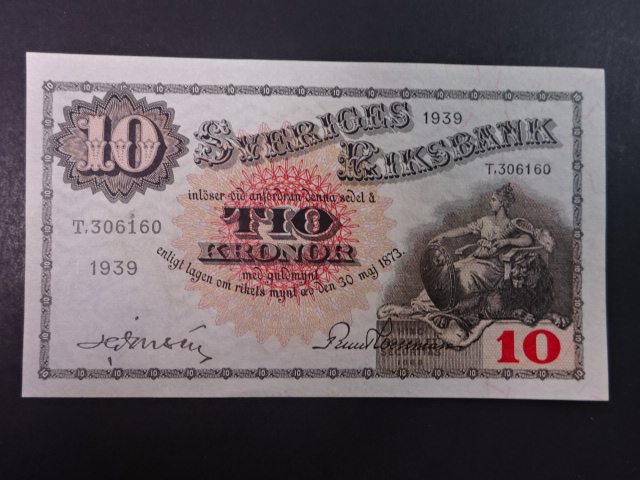 10
SVERIGES 1939
RIKSBANK
T,306160
inlöser vid anfordran denna sedel å
TIO
T,306160
KRONOR
1939
med guldmynt
enligt lagen om rikets mynt av den 30 maj 1873.
10